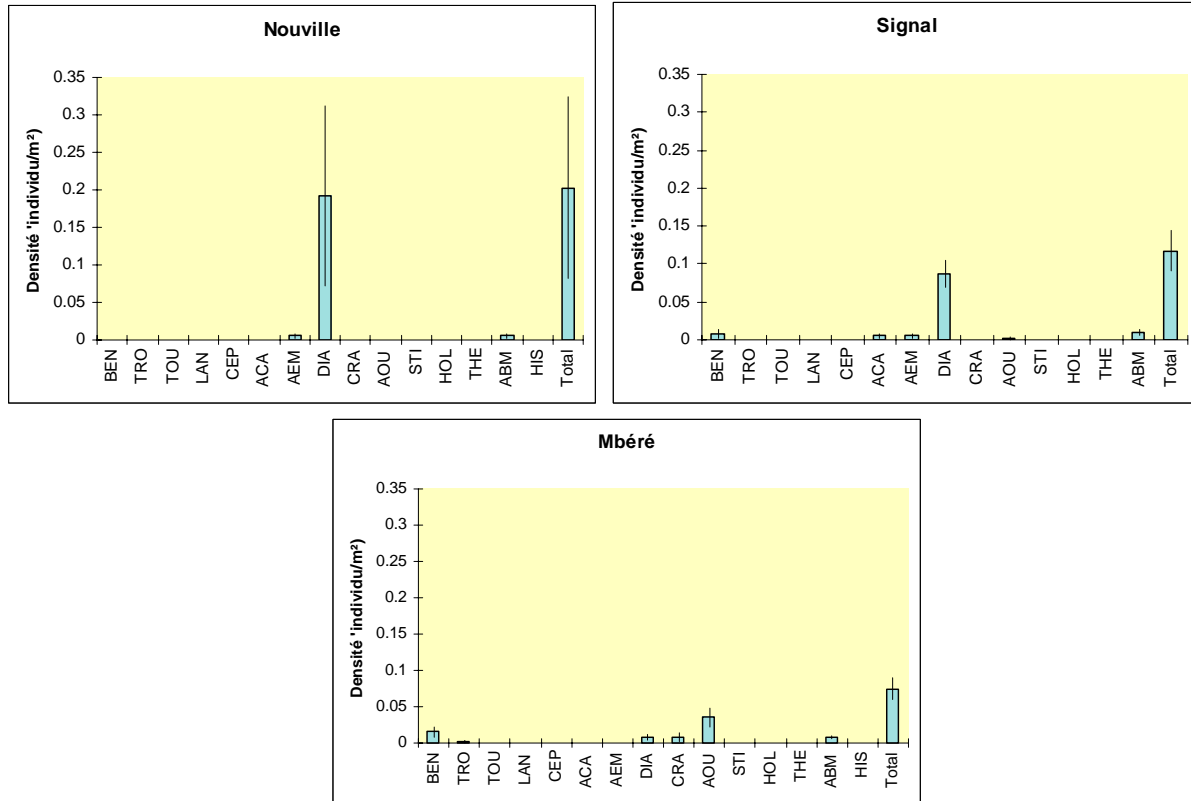 Nouville
Densité 'individu/m²)
0.35
0.3
0.25
0.2
0.15
0.1
0.05
0
BEN TRO TOU LAN CEP ACA AEM DIA CRA AOU STI HOL THE ABM HIS Total
Signal
Densité 'individu/m²)
0.35
0.3
0.25
0.2
0.15
0.1
0.05
0
BEN TRO TOU LAN CEP ACA AEM DIA CRA AOU STI HOL THE ABM Total
Mbéré
Densité 'individu/m²)
0.35
0.3
0.25
0.2
0.15
0.1
0.05
0
BEN TRO TOU LAN CEP ACA AEM DIA CRA AOU STI HOL THE ABM HIS Total